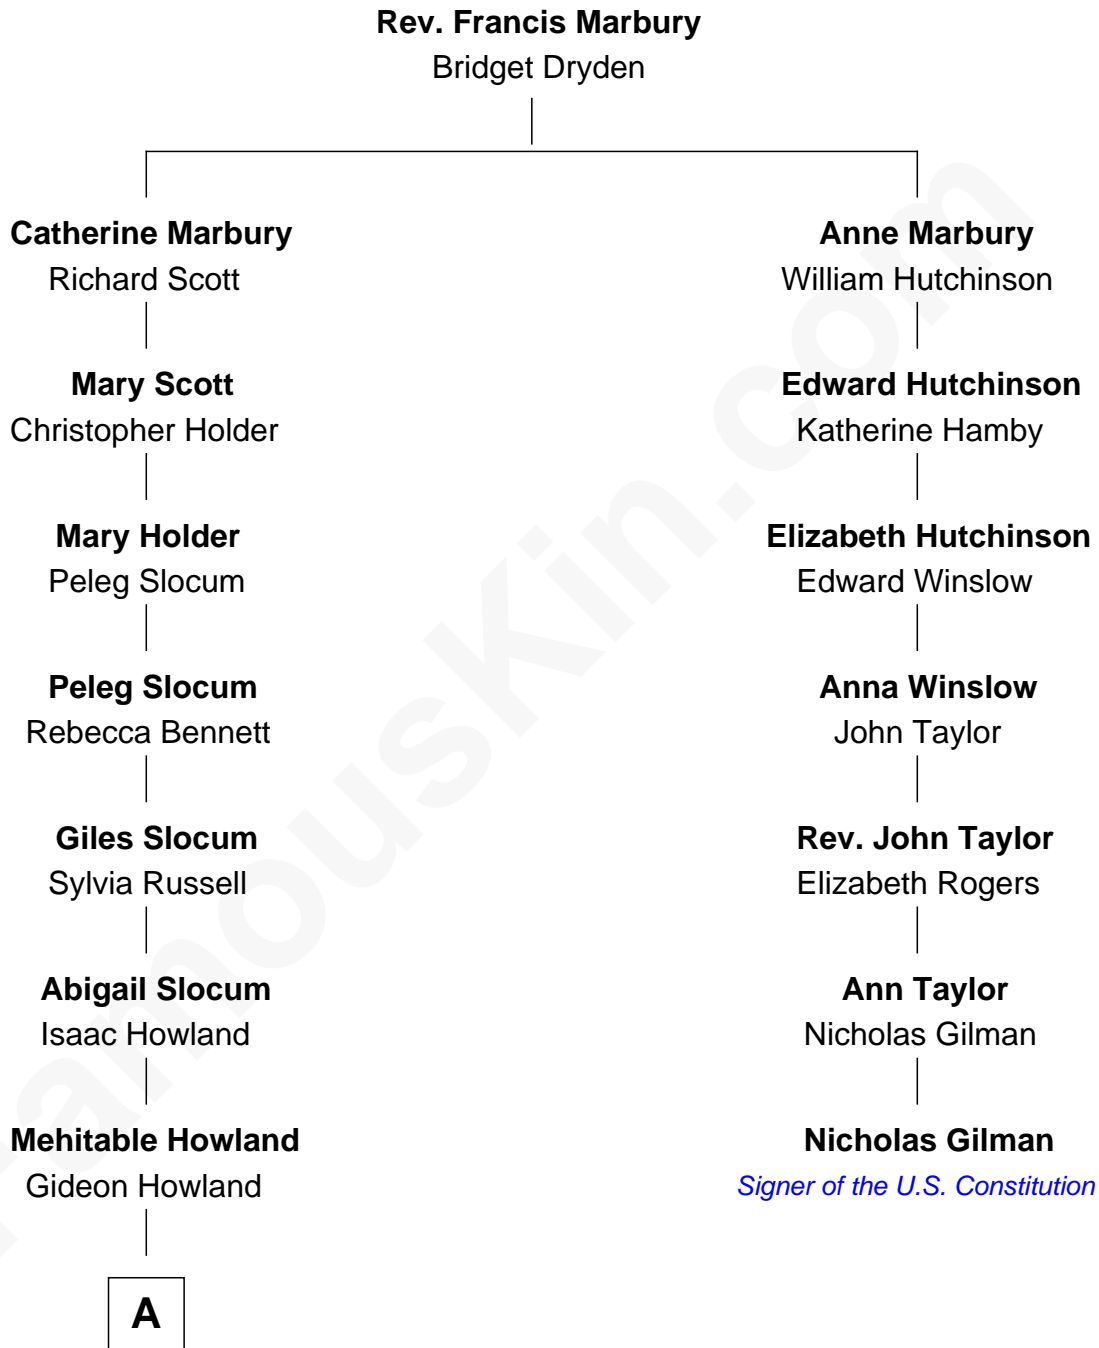 Rev. Francis Marbury
Bridget Dryden
Catherine Marbury
Richard Scott
Anne Marbury
William Hutchinson
Mary Scott
Christopher Holder
Edward Hutchinson
Katherine Hamby
Mary Holder
Peleg Slocum
Elizabeth Hutchinson
Edward Winslow
Peleg Slocum
Rebecca Bennett
Anna Winslow
John Taylor
Giles Slocum
Sylvia Russell
Rev. John Taylor
Elizabeth Rogers
Abigail Slocum
Isaac Howland
Ann Taylor
Nicholas Gilman
Mehitable Howland
Gideon Howland
Nicholas Gilman
Signer of the U.S. Constitution
A
FamousKin.com